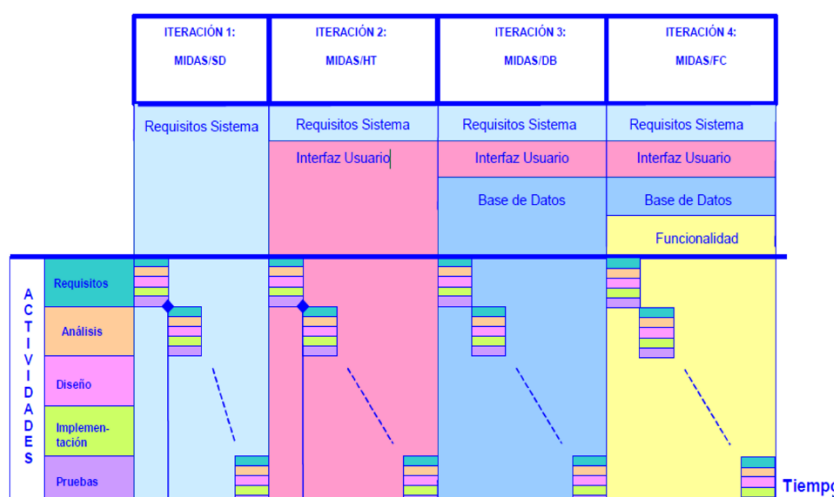 ITERACIÓN 1:
MIDAS/SD
ITERACIÓN 2:
MIDAS/HT
ITERACIÓN 3:
MIDAS/DB
ITERACIÓN 4:
MIDAS/FC
Requisitos Sistema
Requisitos Sistema
Requisitos Sistema
Requisitos Sistema
Interfaz Usuario
Interfaz Usuario
Interfaz Usuario
Base de Datos
Base de Datos
Funcionalidad
ACTIVIDADES
Requisitos
Análisis
Diseño
Implemen-
tación
Pruebas
Tiempo